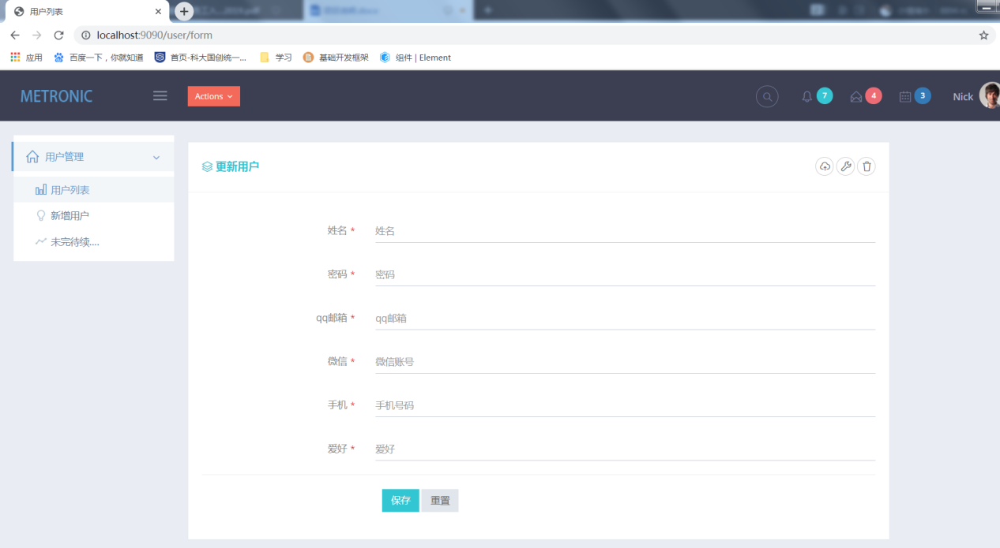 用户列表
localhost:9090/user/form
应用 百度一下，你就知道 首页-科大国创统一... 学习 基础开发框架 组件 | Element
METRONIC Actions 7 4 3 Nick
用户管理
用户列表
新增用户
未完待续....
更新用户
姓名 * 姓名
密码 * 密码
qq邮箱 * qq邮箱
微信 * 微信账号
手机 * 手机号码
爱好 * 爱好
保存 重置